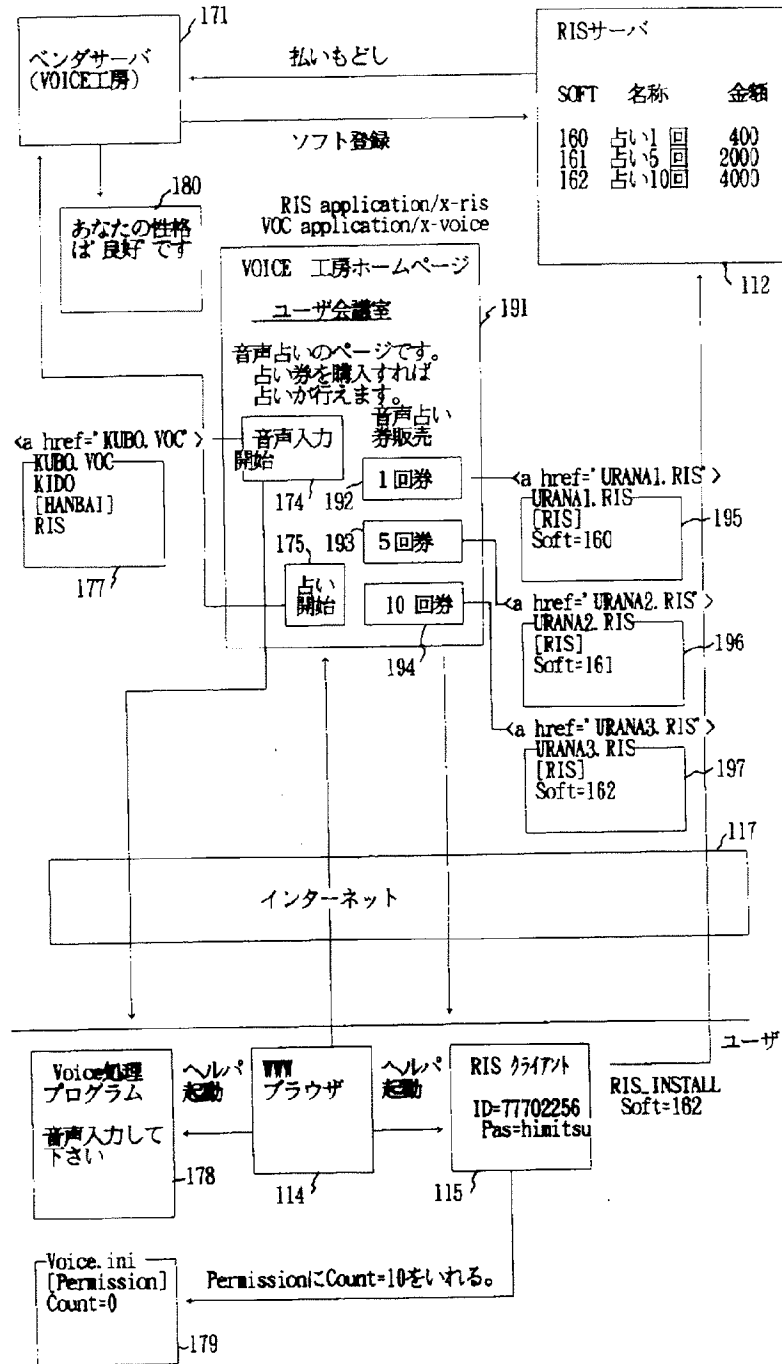 171
ベンダサーバ
(VOICE工房)
払いもどし
ソフト登録
RISサーバ
SOFT 名称 金額
160 占い1 回 400
161 占い5 回 2000
162 占い10回 4000
112
180
あなたの性格
は"良好"です
RIS application/x-ris
VOC application/x-voice
VOICE 工房ホームページ
191
ユーザ会議室
音声占いのページです。
占い券を購入すれば
占いが行えます。
音声占い
券販売
音声入力
開始
174
<a href="KUBO.VOC">
KUBO.VOC
KIDO
[HANBAI]
RIS
177
192
1回券
193
5回券
175
占い
開始
10 回券
194
<a href="URANA1.RIS">
URANA1.RIS
[RIS]
Soft=160
195
<a href="URANA2.RIS">
URANA2.RIS
[RIS]
Soft=161
196
<a href="URANA3.RIS">
URANA3.RIS
[RIS]
Soft=162
197
117
インターネット
ユーザ
Voice処理
プログラム
音声入力して
下さい
178
ヘルパ
起動
WWW
ブラウザ
114
ヘルパ
起動
RIS クライアント
ID=77702256
Pas=himitsu
115
RIS_INSTALL
Soft=162
Voice.ini
[Permission]
Count=0
179
PermissionにCount=10をいれる。